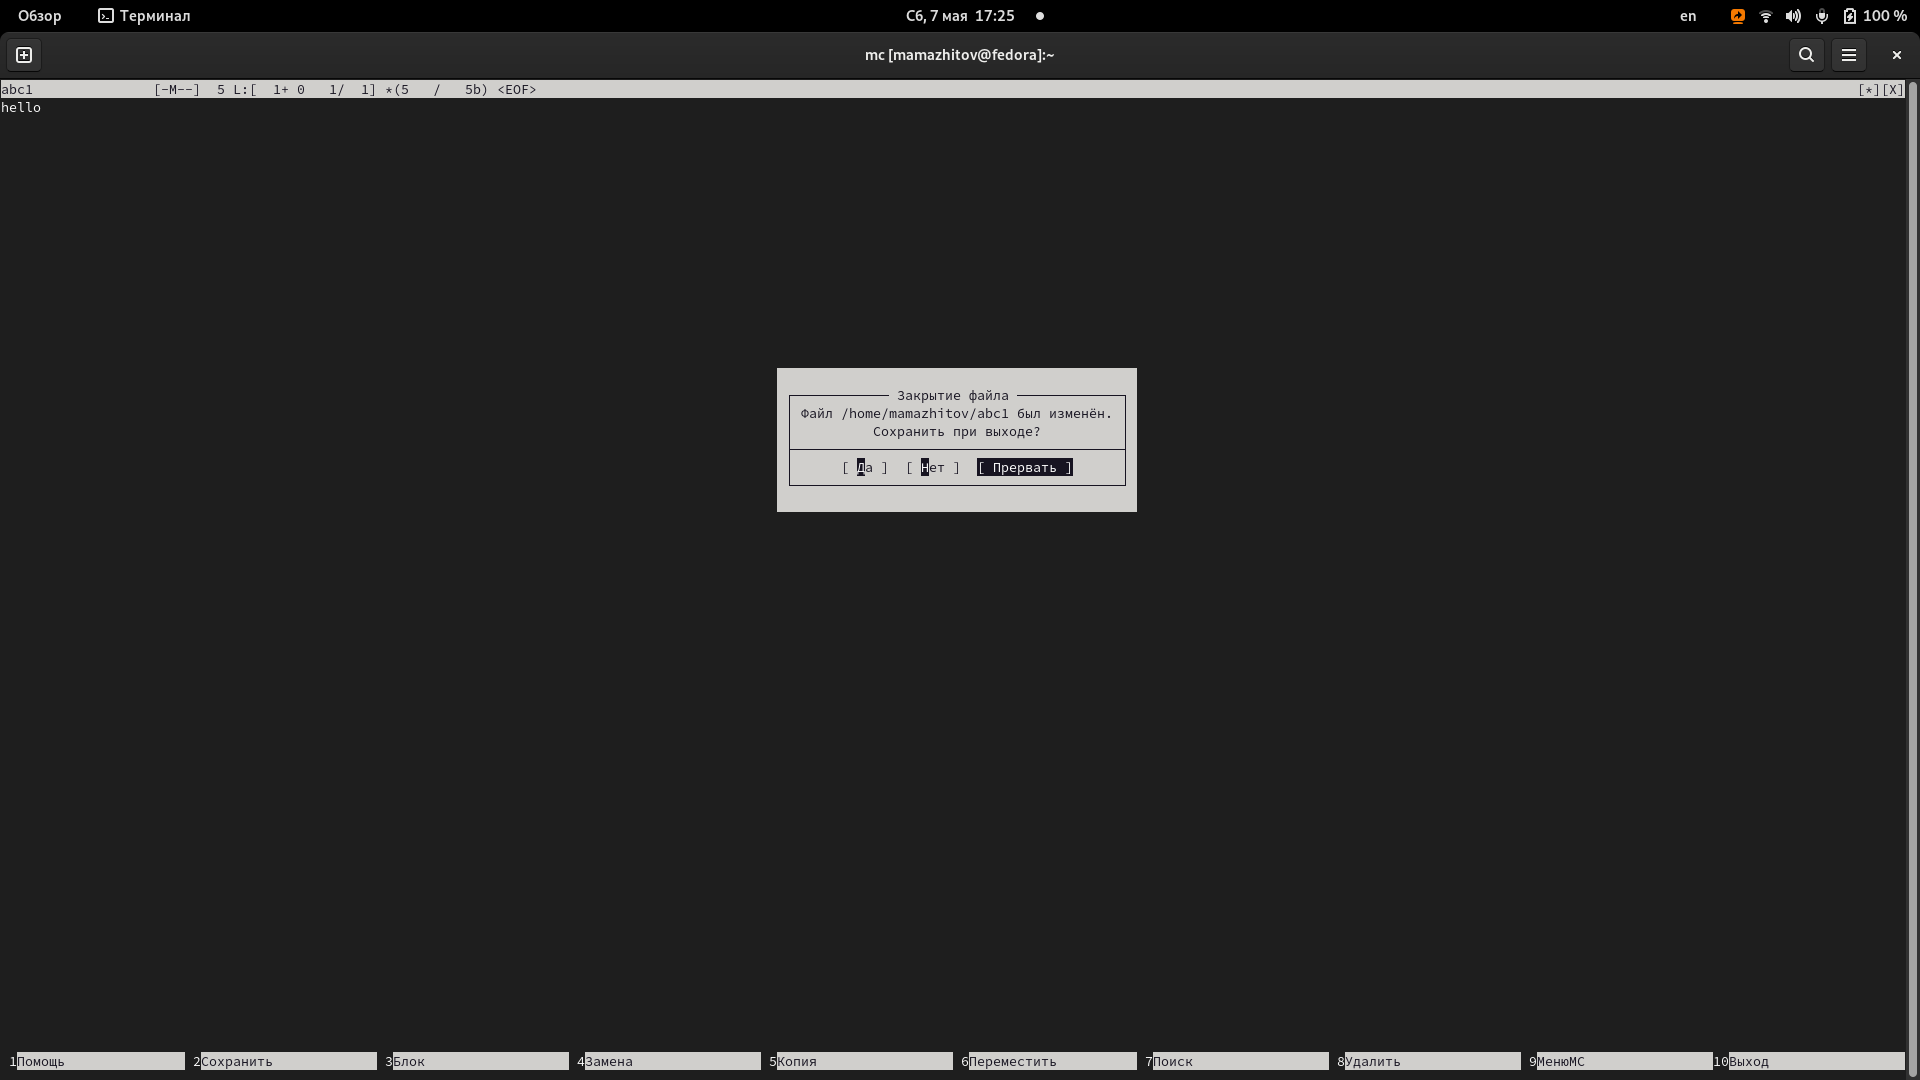 Обзор Терминал Сб, 7 мая 17:25 en 100 %
mc [mamazhitov@fedora]:~
abc1 [-M--] 5 L:[ 1+ 0 1/ 1] *(5 / 5b) <EOF> [*][X]
hello
Закрытие файла
Файл /home/mamazhitov/abc1 был изменён.
Сохранить при выходе?
[ Да ] [ Нет ] [ Прервать ]
1Помощь 2Сохранить 3Блок 4Замена 5Копия 6Переместить 7Поиск 8Удалить 9МенюMC 10Выход